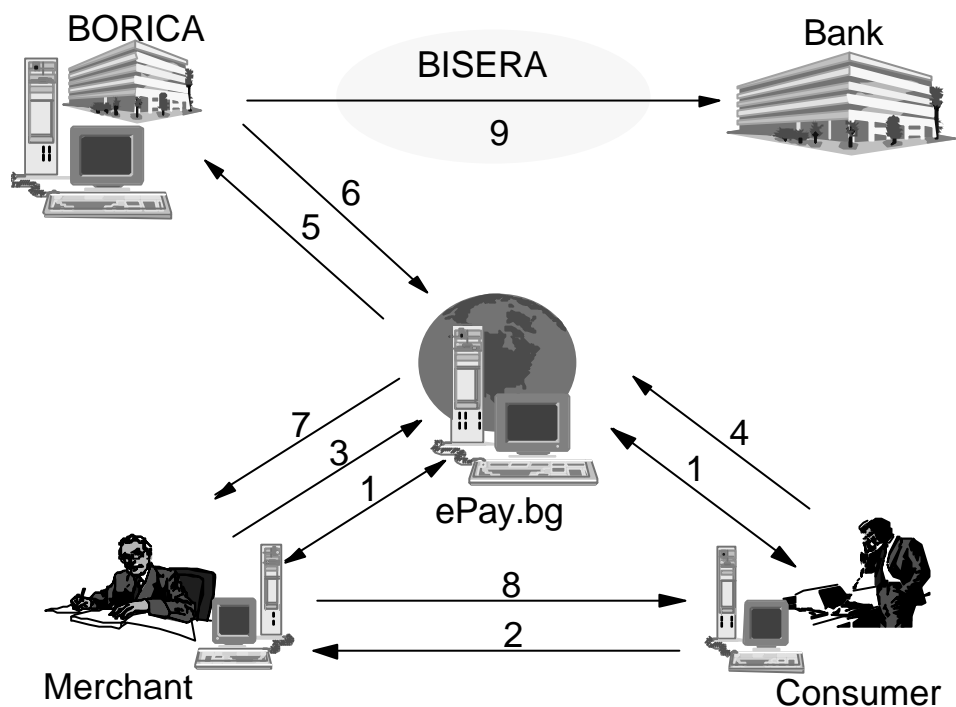 BORICA
BISERA
Bank
9
6
5
7
3
1
4
1
ePay.bg
8
2
Merchant
Consumer